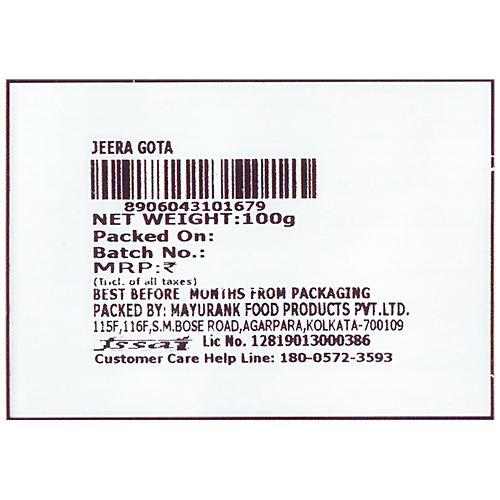 JEERA GOTA
8906043101679
NET WEIGHT:100g
Packed On:
Batch No.:
MRP:₹
(Incl. of all taxes)
BEST BEFORE MONTHS FROM PACKAGING
PACKED BY: MAYURANK FOOD PRODUCTS PVT.LTD.
115F,116F,S.M.BOSE ROAD,AGARPARA,KOLKATA-700109
fssai Lic No. 12819013000386
Customer Care Help Line: 180-0572-3593